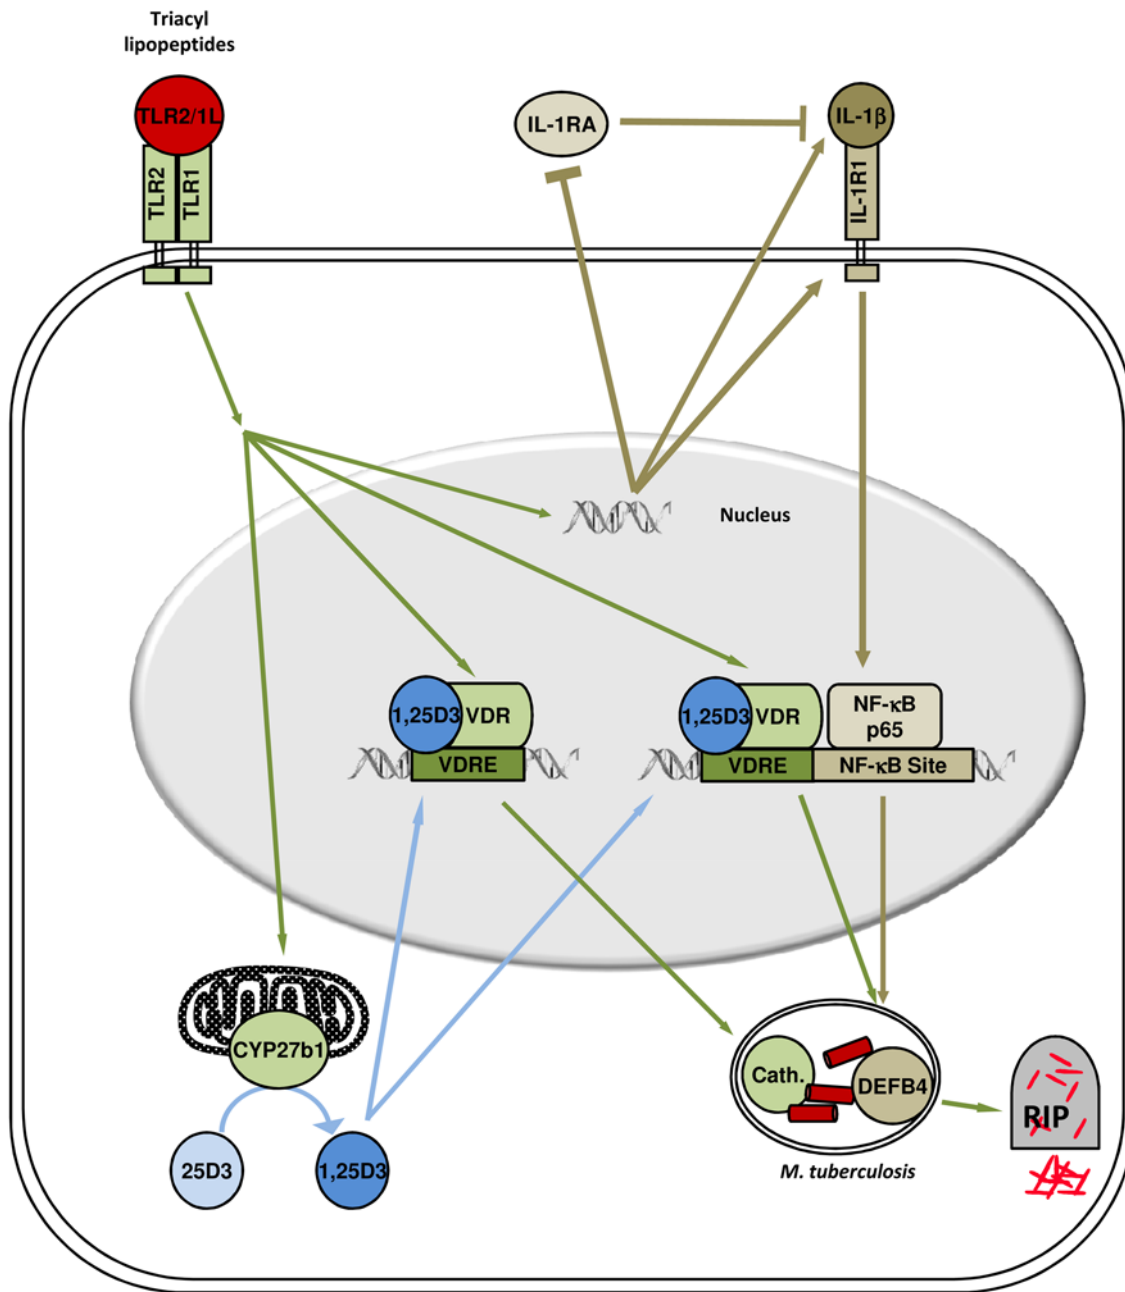 Triacyl
lipopeptides
TLR2/1L
TLR2
TLR1
IL-1RA
IL-1β
IL-1R1
Nucleus
1,25D3
VDR
VDRE
1,25D3
VDR
NF-κB
p65
VDRE
NF-κB Site
CYP27b1
25D3
1,25D3
Cath.
DEFB4
M. tuberculosis
RIP